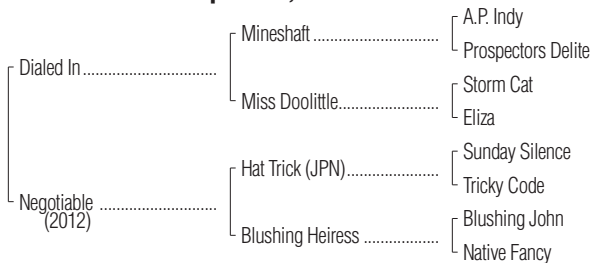 A.P. Indy
Mineshaft ........................................
Prospectors Delite
Dialed In ........................................
Storm Cat
Miss Doolittle ..............................
Eliza
Sunday Silence
Hat Trick (JPN) ...........................
Tricky Code
Negotiable ...................................
(2012)
Blushing John
Blushing Heiress .......................
Native Fancy